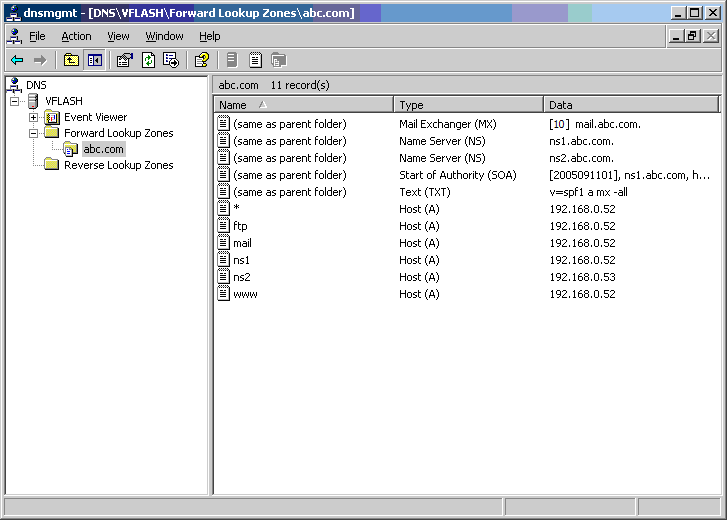 dnsmgmt - [DNS\VFLASH\Forward Lookup Zones\abc.com]
File Action View Window Help
DNS
VFLASH
Event Viewer
Forward Lookup Zones
abc.com
Reverse Lookup Zones
abc.com 11 record(s)
Name Type Data
(same as parent folder) Mail Exchanger (MX) [10] mail.abc.com.
(same as parent folder) Name Server (NS) ns1.abc.com.
(same as parent folder) Name Server (NS) ns2.abc.com.
(same as parent folder) Start of Authority (SOA) [2005091101], ns1.abc.com, h...
(same as parent folder) Text (TXT) v=spf1 a mx -all
* Host (A) 192.168.0.52
ftp Host (A) 192.168.0.52
mail Host (A) 192.168.0.52
ns1 Host (A) 192.168.0.52
ns2 Host (A) 192.168.0.53
www Host (A) 192.168.0.52